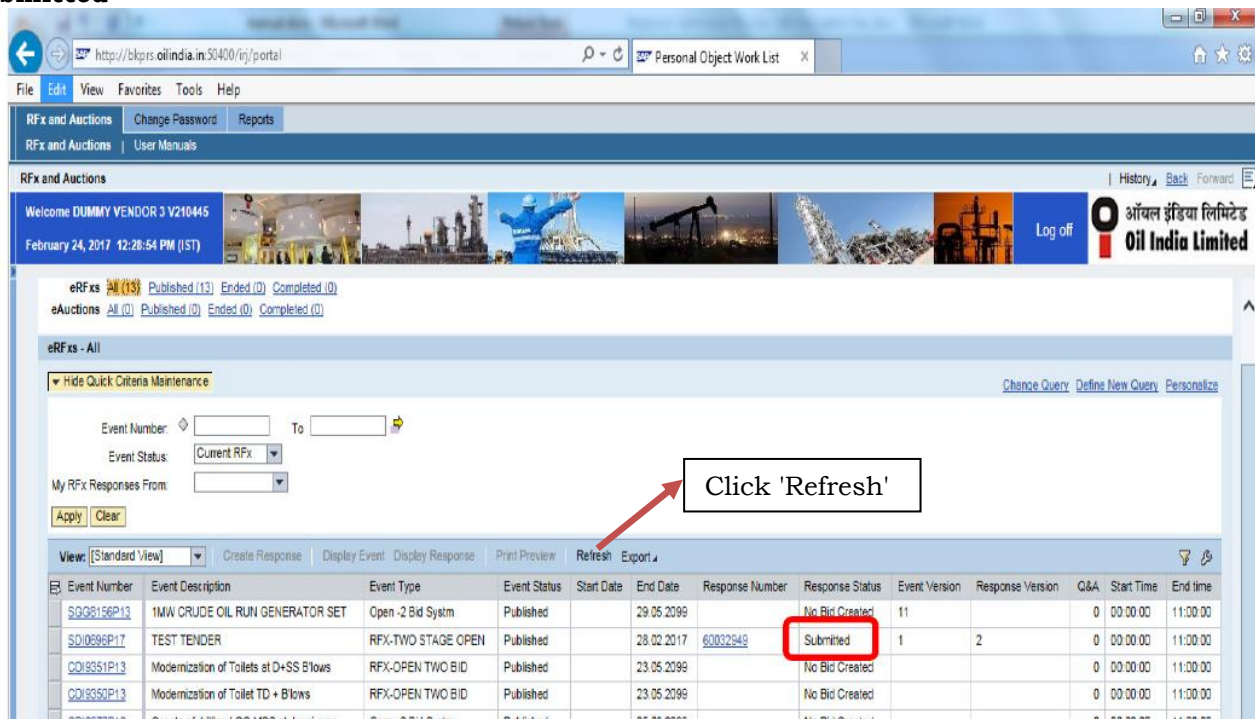 http://bkprs.oilindia.in:50400/irj/portal
Personal Object Work List
File Edit View Favorites Tools Help
RFx and Auctions Change Password Reports
RFx and Auctions | User Manuals
RFx and Auctions | History Back Forward
Welcome DUMMY VENDOR 3 V210445
February 24, 2017 12:28:54 PM (IST)
Log off
ऑयल इंडिया लिमिटेड
Oil India Limited
eRFxs All (13) Published (13) Ended (0) Completed (0)
eAuctions All (0) Published (0) Ended (0) Completed (0)
eRFxs - All
Hide Quick Criteria Maintenance
Change Query Define New Query Personalize
Event Number: To
Event Status: Current RFx
My RFx Responses From:
Click 'Refresh'
Apply Clear
View: [Standard View] Create Response Display Event Display Response Print Preview Refresh Export
Event Number Event Description Event Type Event Status Start Date End Date Response Number Response Status Event Version Response Version Q&A Start Time End time
SGG8156P13 1MW CRUDE OIL RUN GENERATOR SET Open -2 Bid Systm Published 29.05.2099 No Bid Created 11 0 00:00:00 11:00:00
SDI0696P17 TEST TENDER RFX-TWO STAGE OPEN Published 28.02.2017 60032949 Submitted 1 2 0 00:00:00 11:00:00
CDI9351P13 Modernization of Toilets at D+SS B'lows RFX-OPEN TWO BID Published 23.05.2099 No Bid Created 0 00:00:00 11:00:00
CDI9350P13 Modernization of Toilet TD + B'lows RFX-OPEN TWO BID Published 23.05.2099 No Bid Created 0 00:00:00 11:00:00